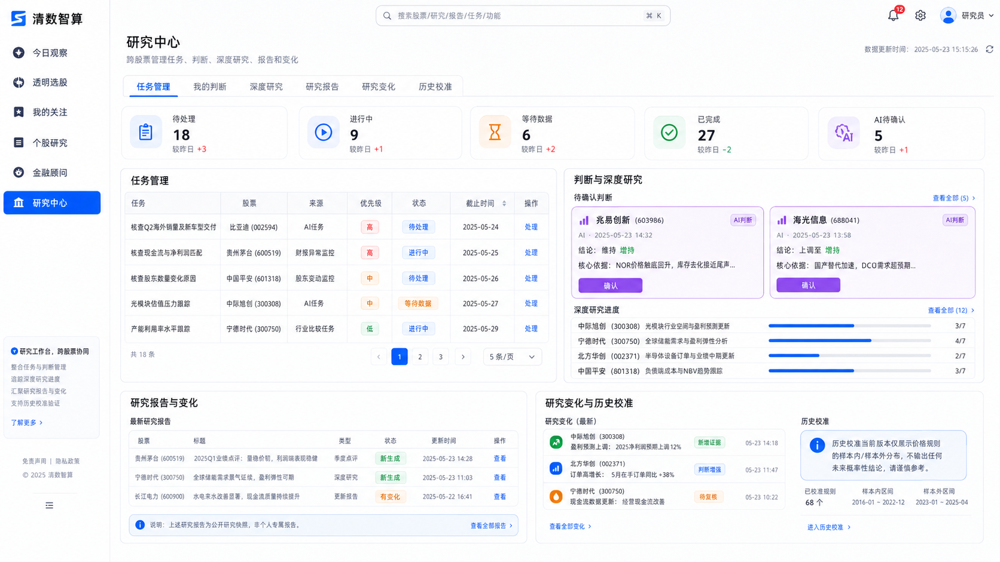 清数智算
搜索股票/研究/报告/任务/功能
⌘ K
12
研究员
今日观察
透明选股
我的关注
个股研究
金融顾问
研究中心
研究工作台，跨股票协同
整合任务与判断管理
追踪深度研究进度
汇聚研究报告与变化
支持历史校准验证
了解更多 >
免责声明 | 隐私政策
© 2025 清数智算
研究中心
跨股票管理任务、判断、深度研究、报告和变化
数据更新时间： 2025-05-23 15:15:26
任务管理 我的判断 深度研究 研究报告 研究变化 历史校准
待处理
18
较昨日 +3
进行中
9
较昨日 +1
等待数据
6
较昨日 +2
已完成
27
较昨日 -2
AI
AI待确认
5
较昨日 +1
任务管理
任务 股票 来源 优先级 状态 截止时间 操作
核查Q2海外销量及新车型交付 比亚迪 (002594) AI任务 高 待处理 2025-05-24 处理
核查现金流与净利润匹配 贵州茅台 (600519) 财报异常监控 高 进行中 2025-05-25 处理
核查股东数量变化原因 中国平安 (601318) 股东变动监控 中 待处理 2025-05-26 处理
光模块估值压力跟踪 中际旭创 (300308) AI任务 中 等待数据 2025-05-27 处理
产能利用率水平跟踪 宁德时代 (300750) 行业比较任务 低 进行中 2025-05-29 处理
共 18 条
< 1 2 3 > 5 条/页
判断与深度研究
待确认判断
查看全部 (5) >
兆易创新 (603986) AI判断
AI · 2025-05-23 14:32
结论： 维持 增持
核心依据： NOR价格触底回升，库存去化接近尾声...
确认
海光信息 (688041) AI判断
AI · 2025-05-23 13:58
结论： 上调至 增持
核心依据： 国产替代加速，DCU需求超预期...
确认
深度研究进度
查看全部 (12) >
中际旭创 (300308) 光模块行业空间与盈利预测更新 3/7
宁德时代 (300750) 全球储能需求与盈利弹性分析 4/7
北方华创 (002371) 半导体设备订单与业绩中期更新 2/7
中国平安 (601318) 负债端成本与NBV趋势跟踪 3/7
研究报告与变化
最新研究报告
股票 标题 类型 状态 更新时间 操作
贵州茅台 (600519) 2025Q1业绩点评：量稳价韧，利润端表现稳健 季度点评 新生成 2025-05-23 14:28 查看
宁德时代 (300750) 全球储能需求景气延续，盈利弹性可期 深度研究 新生成 2025-05-23 11:03 查看
长江电力 (600900) 水电来水改善显著，现金流质量持续提升 更新报告 有变化 2025-05-22 16:41 查看
说明：上述研究报告为公开研究快照，非个人专属报告。
查看全部报告 >
研究变化与历史校准
研究变化（最新）
中际旭创 (300308)
盈利预测上调： 2025净利润预期上调12%
新增证据
05-23 14:18
北方华创 (002371)
订单高增长： 5月在手订单同比 +38%
判断增强
05-23 11:47
宁德时代 (300750)
现金流数据更新： 经营现金流改善
待复核
05-23 10:22
查看全部变化 >
历史校准
历史校准当前版本仅展示价格规则
的样本内/样本外分布，不输出任何
未来概率性结论，请谨慎参考。
已校准规则
68 个
样本内区间
2016-01 ~ 2022-12
样本外区间
2023-01 ~ 2025-04
进入历史校准 >